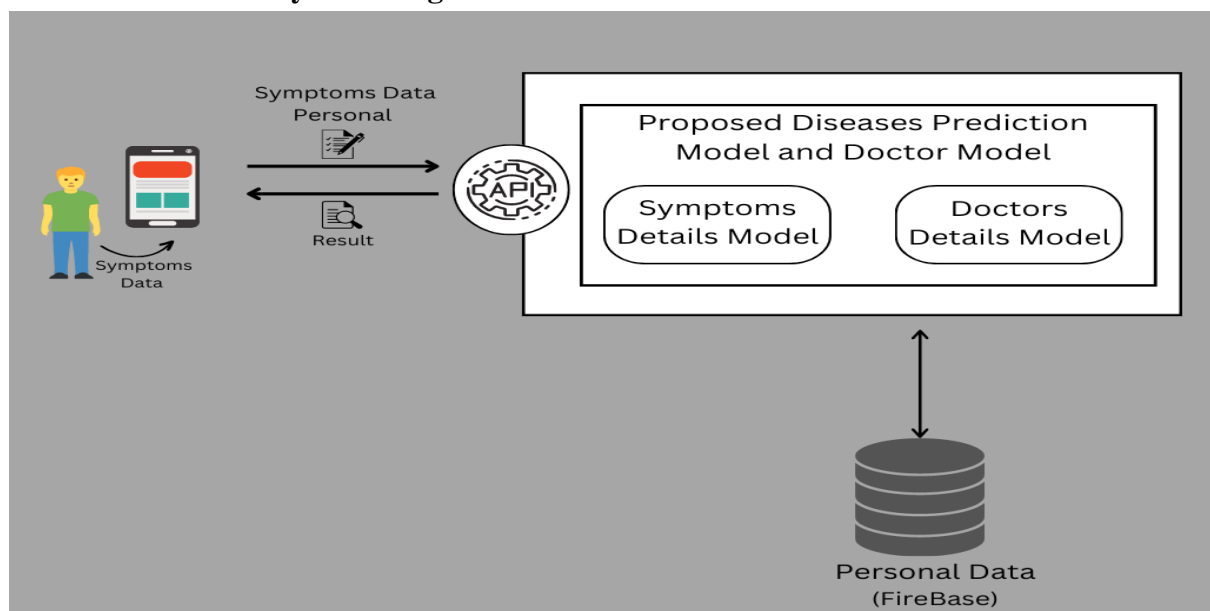 Symptoms Data
Personal
API
Result
Symptoms
Data
Proposed Diseases Prediction
Model and Doctor Model
Symptoms
Details Model
Doctors
Details Model
Personal Data
(FireBase)